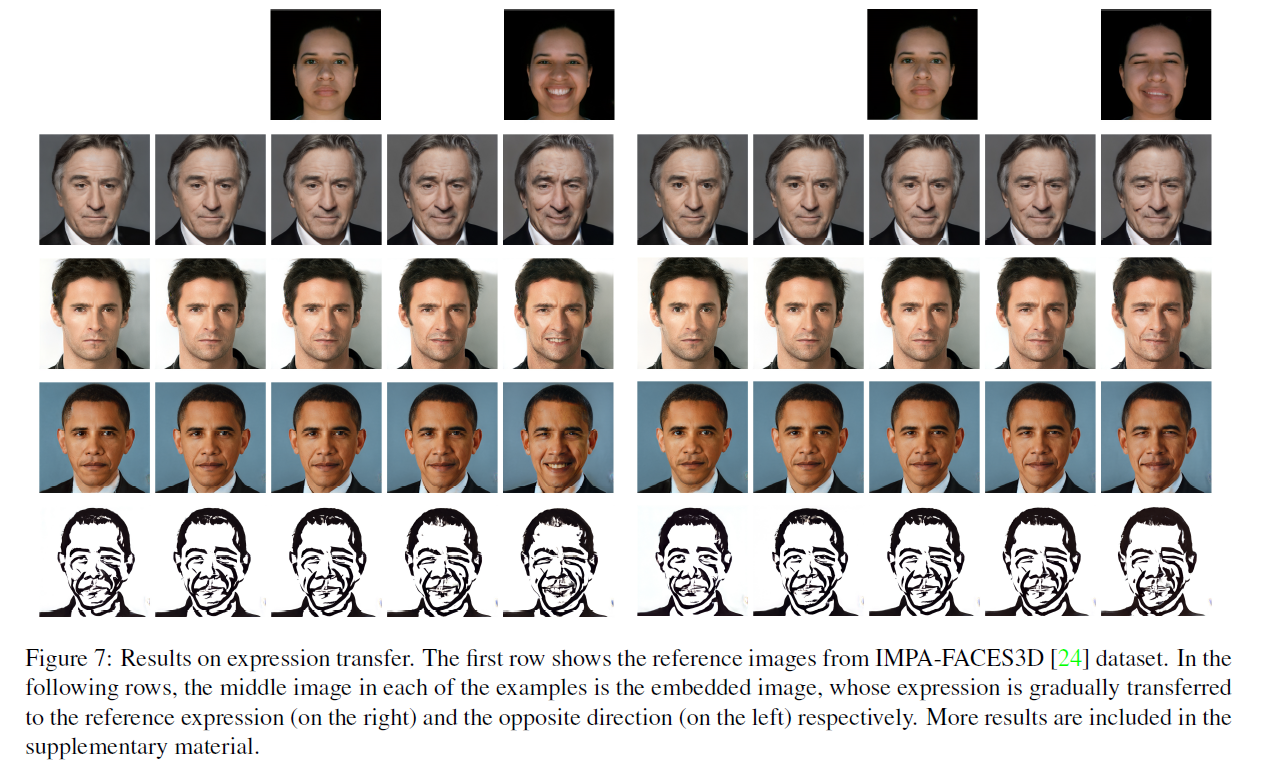 Figure 7: Results on expression transfer. The first row shows the reference images from IMPA-FACES3D [24] dataset. In the
following rows, the middle image in each of the examples is the embedded image, whose expression is gradually transferred
to the reference expression (on the right) and the opposite direction (on the left) respectively. More results are included in the
supplementary material.